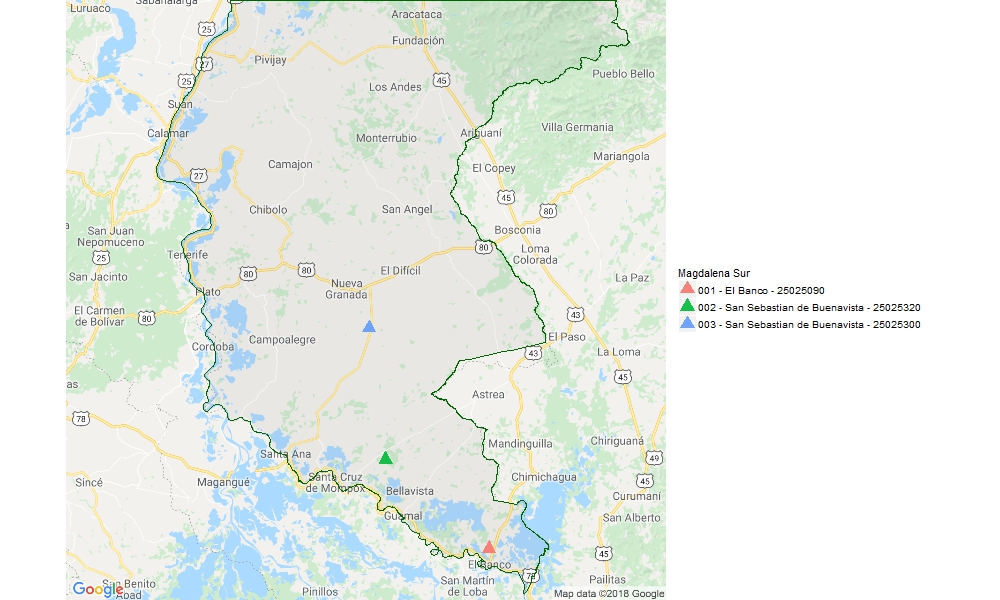 Luruaco
Sabanalarga
Aracataca
25
Fundación
Pivijay
27
45
Pueblo Bello
25
Los Andes
Suan
Calamar
Monterrubio
Ariguaní
Villa Germania
Mariangola
Camajon
El Copey
27
45
80
Chibolo
San Angel
San Juan
Nepomuceno
Bosconia
80
Loma
Colorada
25
Tenerife
San Jacinto
80
80
El Difícil
La Paz
Plato
Nueva
Granada
El Carmen
de Bolívar
80
43
Cordoba
Campoalegre
El Paso
43
La Loma
45
as
Astrea
78
Mandinguilla
Chiriguaná
Santa Ana
49
Sincé
Magangué
Santa Cruz
de Mompox
Bellavista
Chimichagua
45
Curumaní
Guamal
San Alberto
45
El Banco
78
San Martín
de Loba
Pailitas
San Benito
Abad
Pinillos
Google
Map data ©2018 Google
Magdalena Sur
001 - El Banco - 25025090
002 - San Sebastian de Buenavista - 25025320
003 - San Sebastian de Buenavista - 25025300